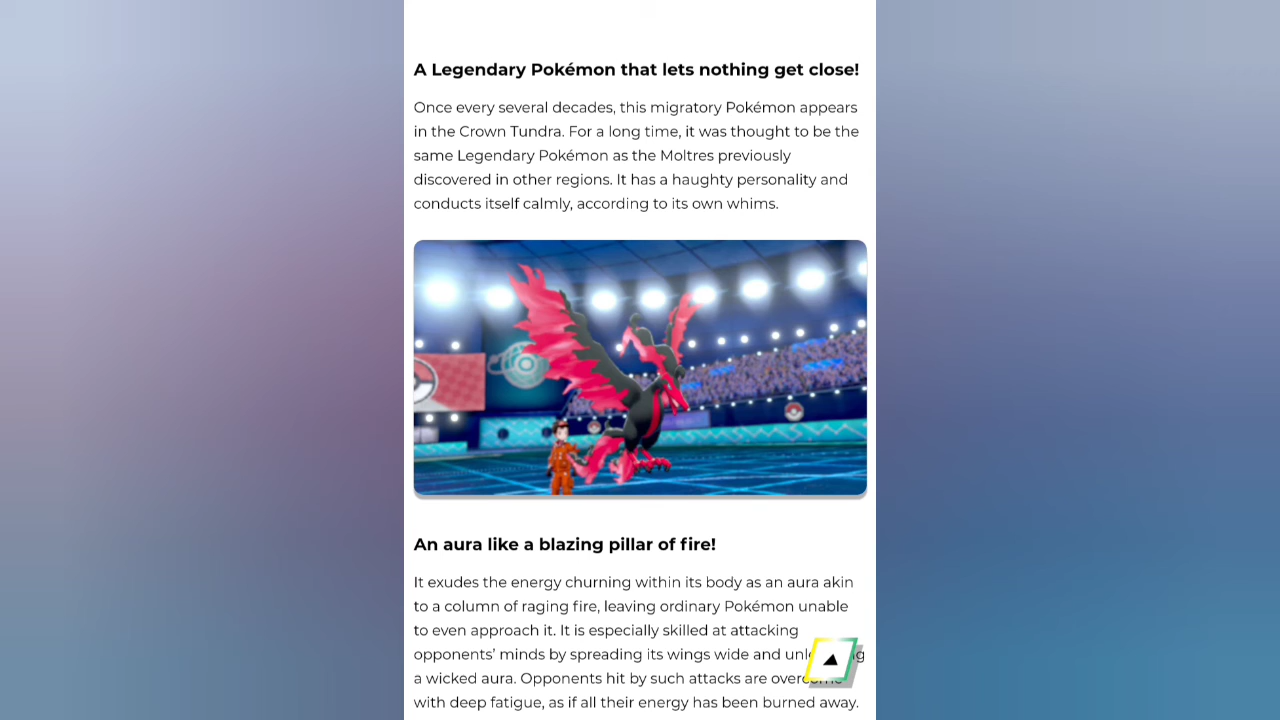 A Legendary Pokémon that lets nothing get close!
Once every several decades, this migratory Pokémon appears
in the Crown Tundra. For a long time, it was thought to be the
same Legendary Pokémon as the Moltres previously
discovered in other regions. It has a haughty personality and
conducts itself calmly, according to its own whims.
An aura like a blazing pillar of fire!
It exudes the energy churning within its body as an aura akin
to a column of raging fire, leaving ordinary Pokémon unable
to even approach it. It is especially skilled at attacking
opponents’ minds by spreading its wings wide and
a wicked aura. Opponents hit by such attacks are overcome
with deep fatigue, as if all their energy has been burned away.